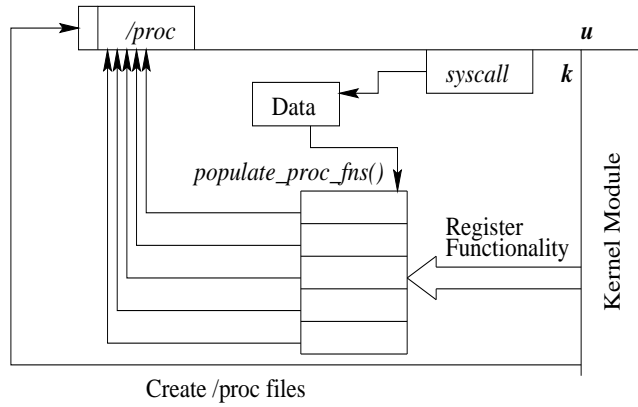 /proc
u
syscall
k
Data
populate_proc_fns()
Register
Functionality
Kernel Module
Create /proc files